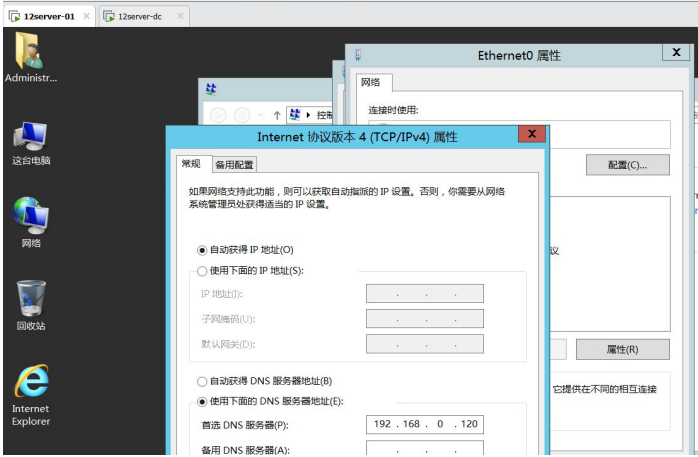 12server-01
12server-dc
Administr...
这台电脑
网络
回收站
Internet
Explorer
控制
Ethernet0 属性
网络
连接时使用:
配置(C)...
议
属性(R)
它提供在不同的相互连接
Internet 协议版本 4 (TCP/IPv4) 属性
常规
备用配置
如果网络支持此功能，则可以获取自动指派的 IP 设置。否则，你需要从网络
系统管理员处获得适当的 IP 设置。
自动获得 IP 地址(O)
使用下面的 IP 地址(S):
IP 地址(I):
子网掩码(U):
默认网关(D):
自动获得 DNS 服务器地址(B)
使用下面的 DNS 服务器地址(E):
首选 DNS 服务器(P):
192 . 168 . 0 . 120
备用 DNS 服务器(A):